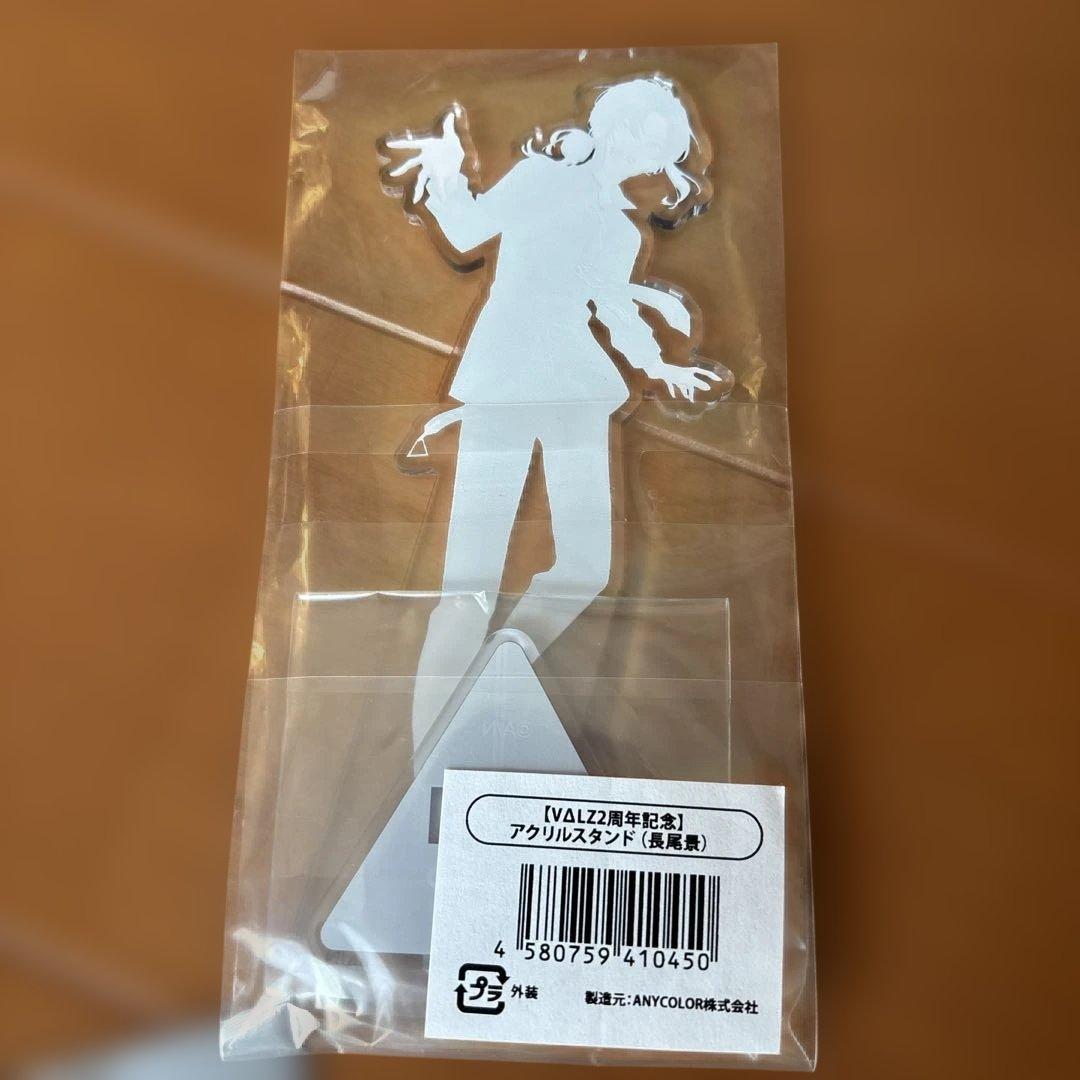 【VΔLZ2周年記念】
アクリルスタンド（長尾景）
4 580759 410450
プラ 外装 製造元：ANYCOLOR株式会社